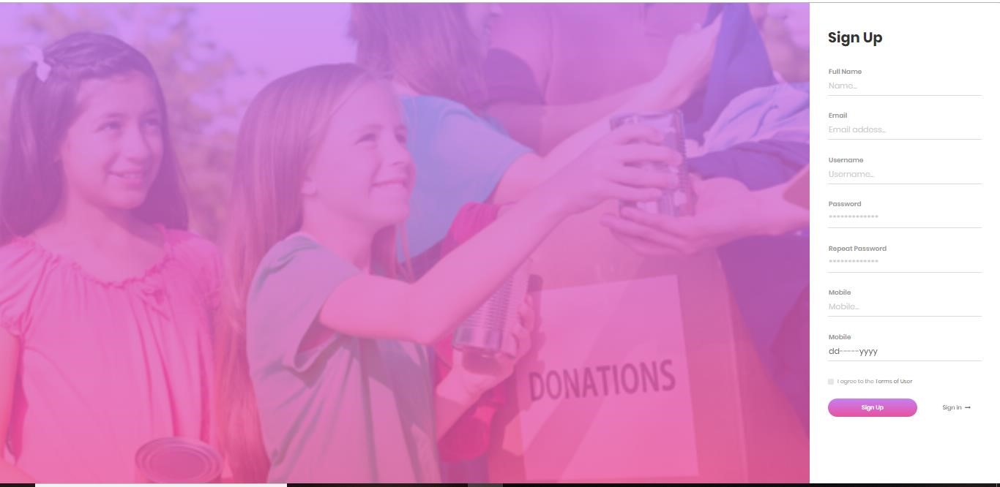 Sign Up
Full Name
Name...
Email
Email addess...
Username
Username...
Password
*************
Repeat Password
*************
Mobile
Mobile...
Mobile
dd-----yyyy
I agree to the Terms of User
Sign Up
Sign in →
DONATIONS